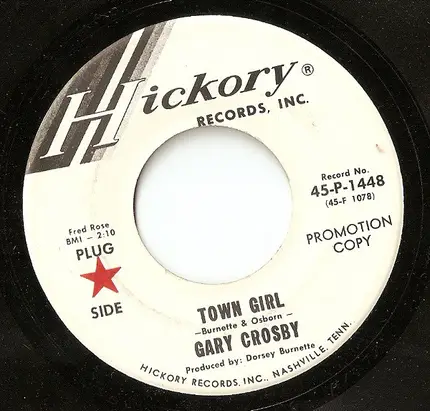 Hickory®
RECORDS, INC.
Record No.
45-P-1448
(45-F 1078)
Fred Rose
BMI - 2:10
PLUG
SIDE
PROMOTION
COPY
TOWN GIRL
-Burnette & Osborn-
GARY CROSBY
Produced by: Dorsey Burnette
HICKORY RECORDS, INC., NASHVILLE, TENN.